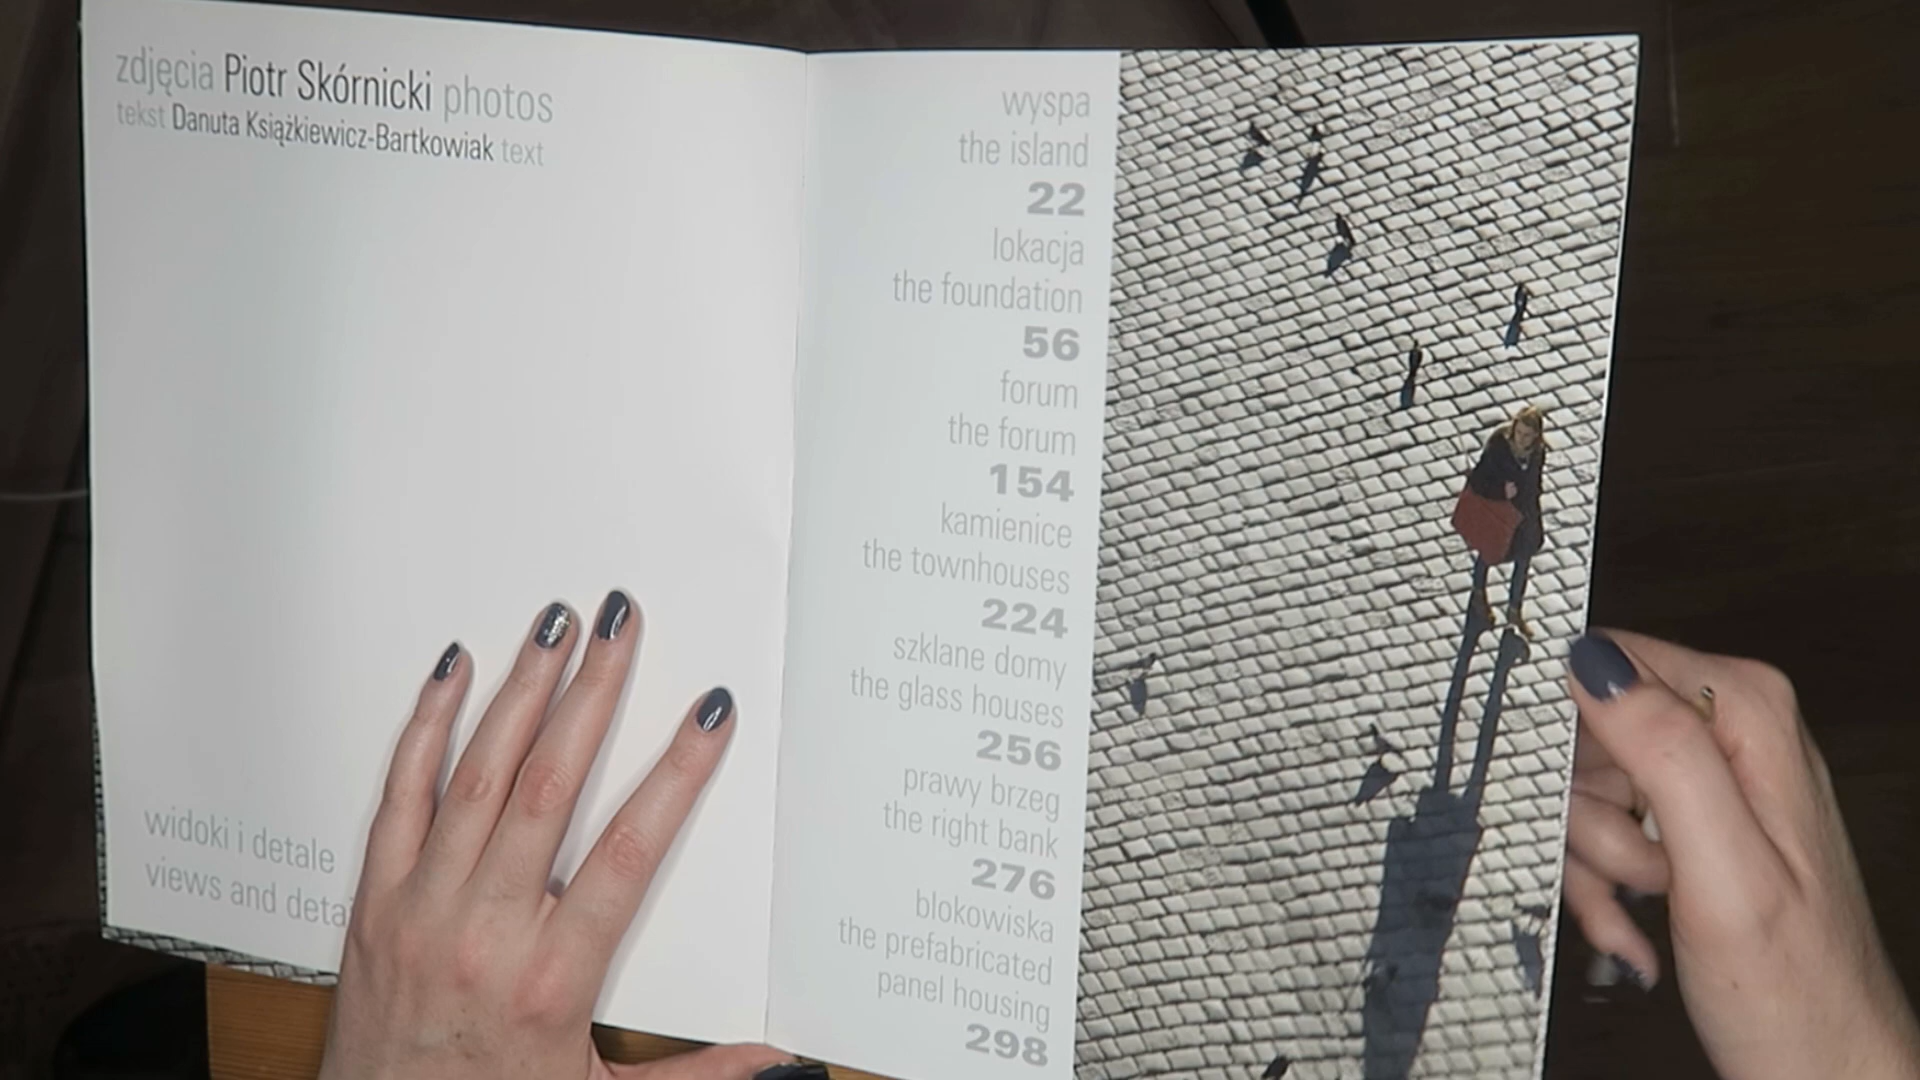 zdjęcia Piotr Skórnicki photos
tekst Danuta Książkiewicz-Bartkowiak text
widoki i detale
views and
wyspa
the island
22
lokacja
the foundation
56
forum
the forum
154
kamienice
the townhouses
224
szklane domy
the glass houses
256
prawy brzeg
the right bank
276
blokowiska
the prefabricated
panel housing
298